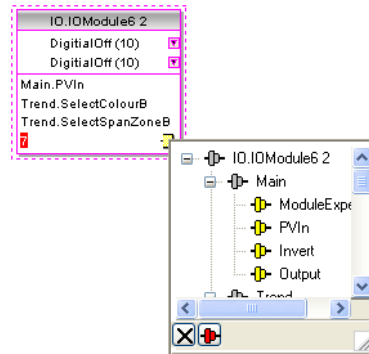 IO.IOModule6 2
DigitialOff (10)
DigitialOff (10)
Main.PVIn
Trend.SelectColourB
Trend.SelectSpanZoneB
7
IO.IOModule6 2
Main
ModuleExpe
PVIn
Invert
Output
Trend